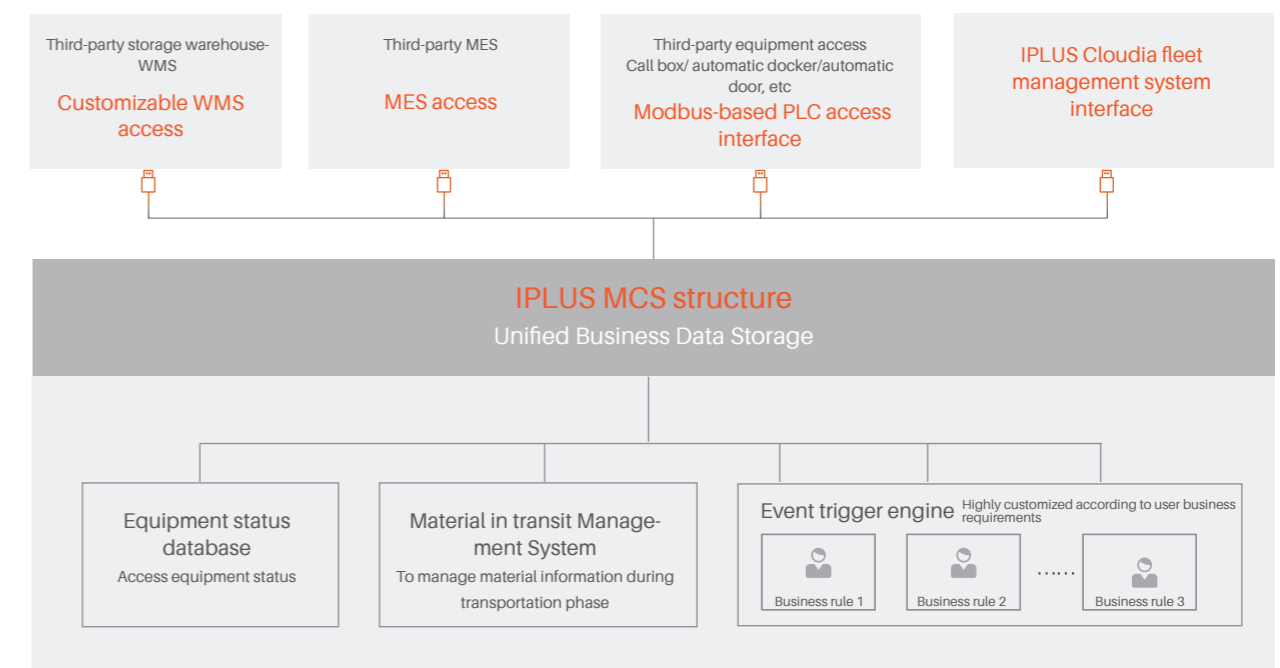 Third-party storage warehouse-
WMS
Customizable WMS
access
Third-party MES
MES access
Third-party equipment access
Call box/ automatic docker/automatic
door, etc
Modbus-based PLC access
interface
IPLUS Cloudia fleet
management system
interface
IPLUS MCS structure
Unified Business Data Storage
Equipment status
database
Access equipment status
Material in transit Manage-
ment System
To manage material information during
transportation phase
Event trigger engine
Highly customized according to user business
requirements
Business rule 1
Business rule 2
……
Business rule 3